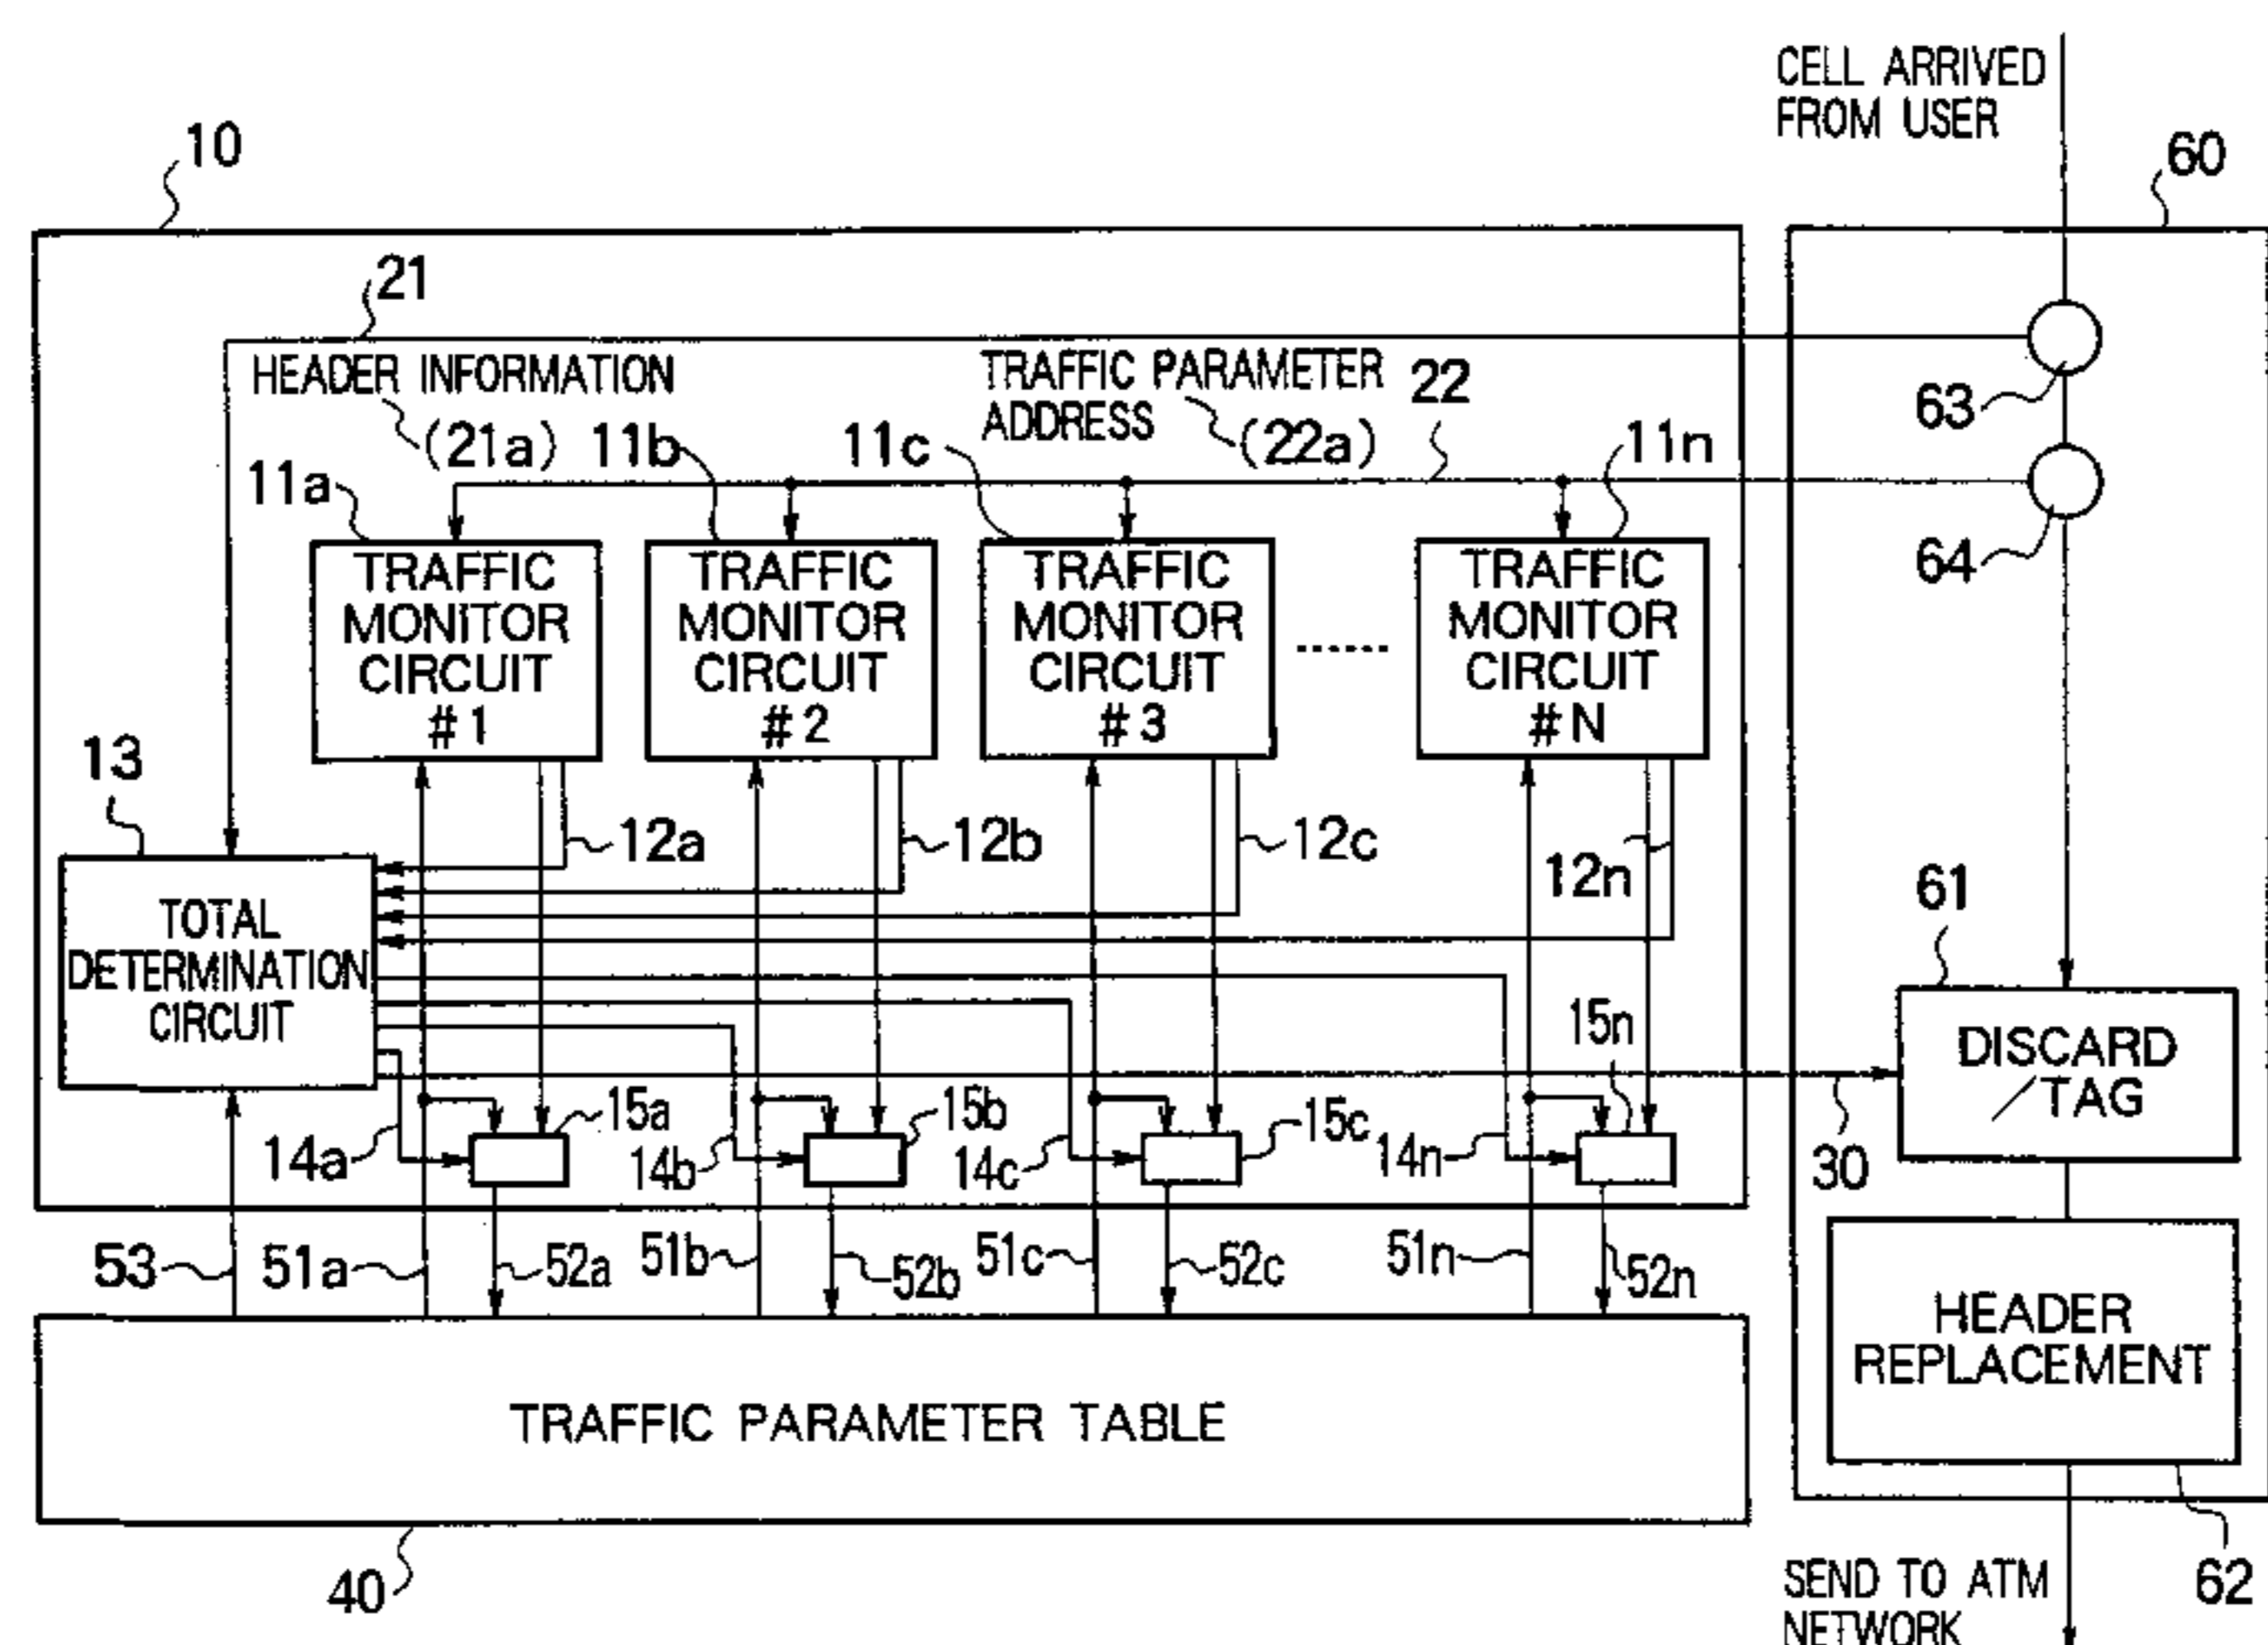 CELL ARRIVED
FROM USER
10
60
21
HEADER INFORMATION
(21a)
TRAFFIC PARAMETER
ADDRESS
(22a)
22
63
64
11a
11b
11c
11n
TRAFFIC
MONITOR
CIRCUIT
#1
TRAFFIC
MONITOR
CIRCUIT
#2
TRAFFIC
MONITOR
CIRCUIT
#3
.......
TRAFFIC
MONITOR
CIRCUIT
#N
13
12a
12b
12c
12n
TOTAL
DETERMINATION
CIRCUIT
61
DISCARD
/TAG
15a
15b
15c
15n
14a
14b
14c
14n
30
53
51a
52a
51b
52b
51c
52c
51n
52n
HEADER
REPLACEMENT
TRAFFIC PARAMETER TABLE
40
62
SEND TO ATM
NETWORK